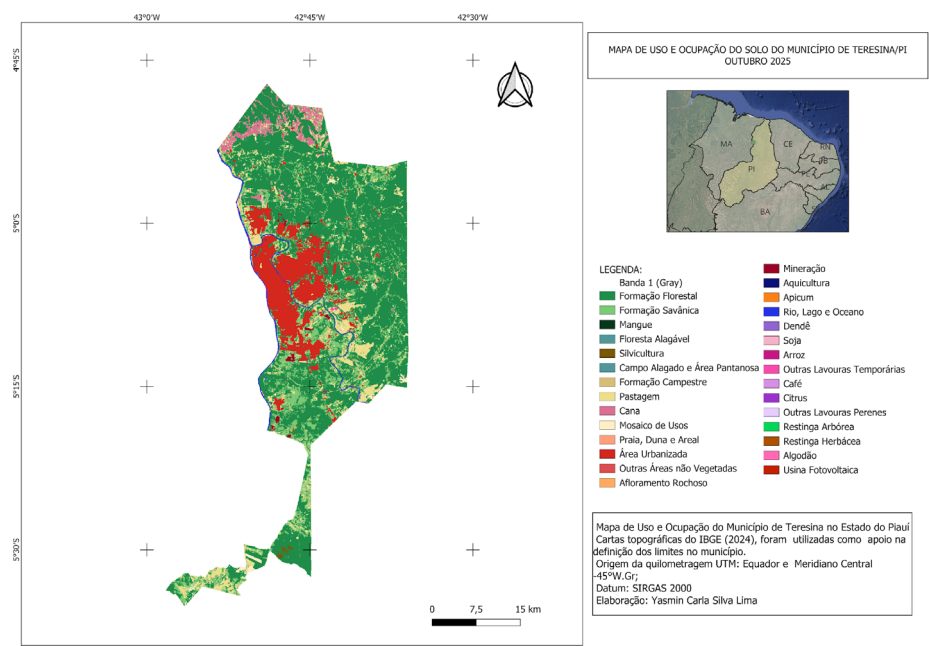 43°0'W 42°45'W 42°30'W
4°45'S
5°0'S
5°15'S
5°30'S
0 7,5 15 km
MAPA DE USO E OCUPAÇÃO DO SOLO DO MUNICÍPIO DE TERESINA/PI
OUTUBRO 2025
MA
CE
RN
PB
PI
AL
BA
LEGENDA:
Banda 1 (Gray)
Formação Florestal
Formação Savânica
Mangue
Floresta Alagável
Silvicultura
Campo Alagado e Área Pantanosa
Formação Campestre
Pastagem
Cana
Mosaico de Usos
Praia, Duna e Areal
Área Urbanizada
Outras Áreas não Vegetadas
Afloramento Rochoso
Mineração
Aquicultura
Apicum
Rio, Lago e Oceano
Dendê
Soja
Arroz
Outras Lavouras Temporárias
Café
Citrus
Outras Lavouras Perenes
Restinga Arbórea
Restinga Herbácea
Algodão
Usina Fotovoltaica
Mapa de Uso e Ocupação do Município de Teresina no Estado do Piauí
Cartas topográficas do IBGE (2024), foram utilizadas como apoio na
definição dos limites no município.
Origem da quilometragem UTM: Equador e Meridiano Central
-45°W.Gr;
Datum: SIRGAS 2000
Elaboração: Yasmin Carla Silva Lima